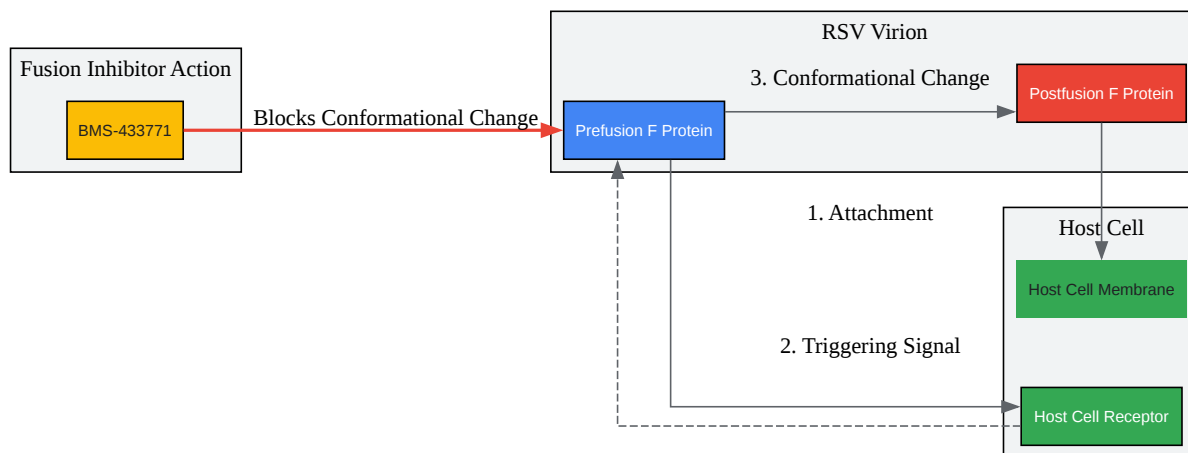 RSV Virion
Fusion Inhibitor Action
3. Conformational Change
Postfusion F Protein
BMS-433771
Blocks Conformational Change
Prefusion F Protein
1. Attachment
Host Cell
Host Cell Membrane
2. Triggering Signal
Host Cell Receptor